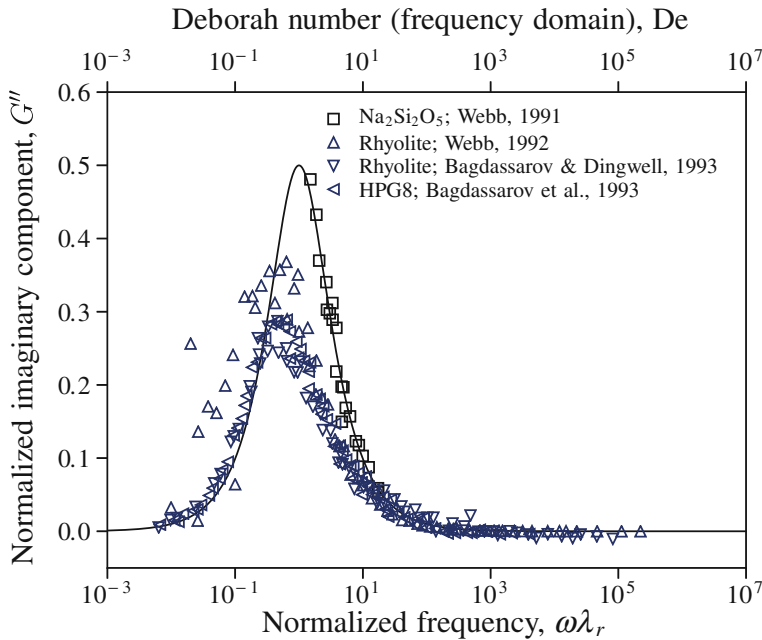 Deborah number (frequency domain), De
10⁻³ 10⁻¹ 10¹ 10³ 10⁵ 10⁷
Normalized imaginary component, G″
0.6
0.5
0.4
0.3
0.2
0.1
0.0
Na₂Si₂O₅; Webb, 1991
Rhyolite; Webb, 1992
Rhyolite; Bagdassarov & Dingwell, 1993
HPG8; Bagdassarov et al., 1993
10⁻³ 10⁻¹ 10¹ 10³ 10⁵ 10⁷
Normalized frequency, ωλᵣ